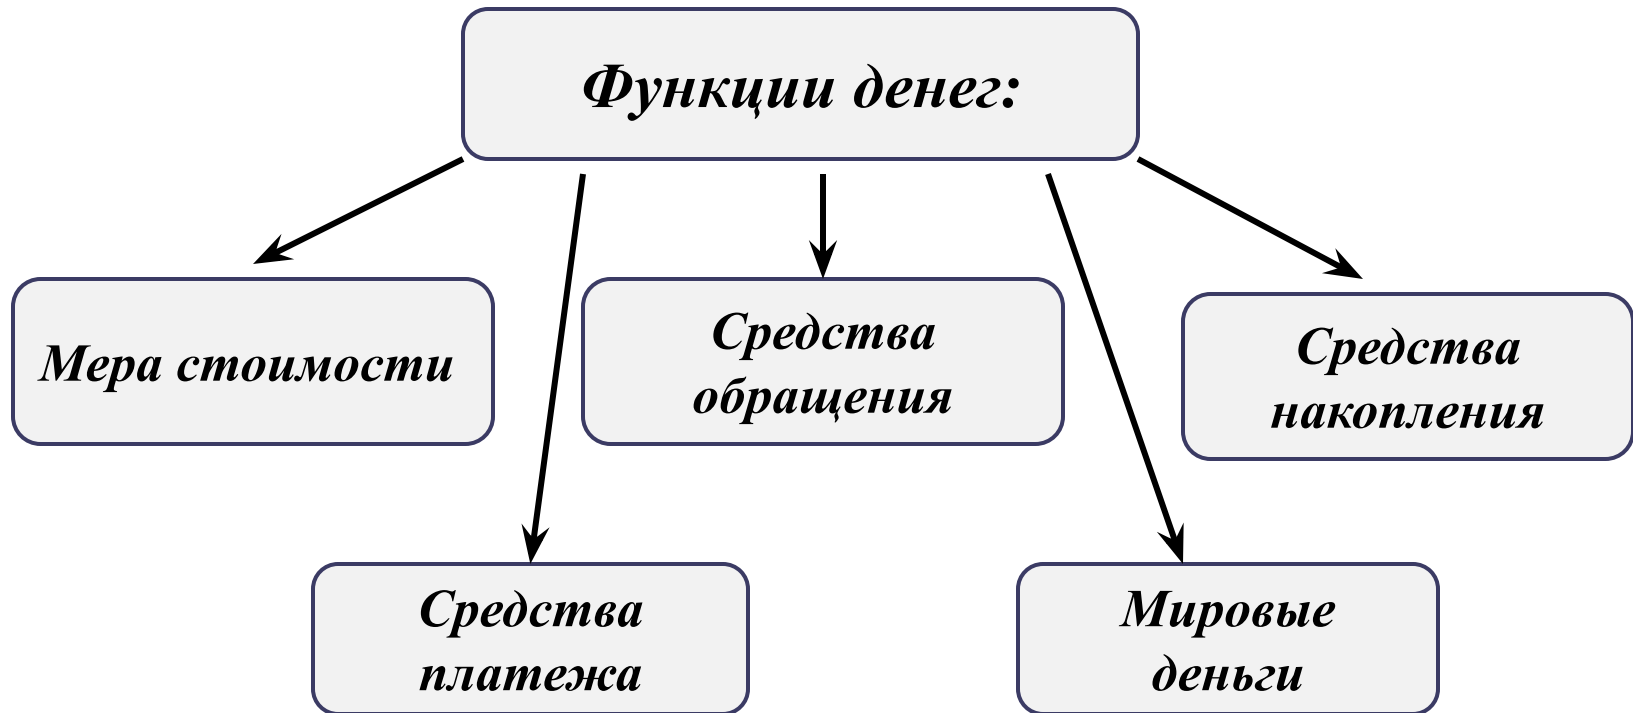 Функции денег:
Мера стоимости
Средства
обращения
Средства
накопления
Средства
платежа
Мировые
деньги